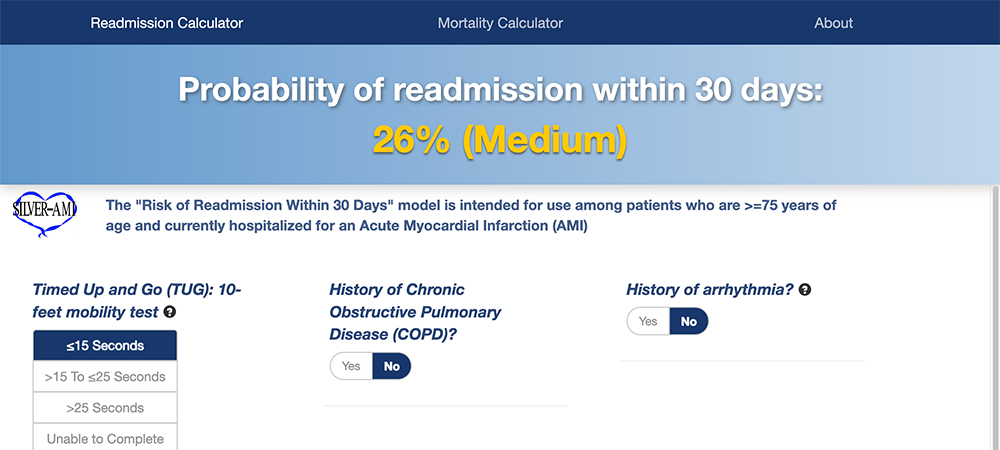 Readmission Calculator
Mortality Calculator
About
Probability of readmission within 30 days:
26% (Medium)
SILVER-AMI
The "Risk of Readmission Within 30 Days" model is intended for use among patients who are >=75 years of
age and currently hospitalized for an Acute Myocardial Infarction (AMI)
Timed Up and Go (TUG): 10-
feet mobility test ?
≤15 Seconds
>15 To ≤25 Seconds
>25 Seconds
Unable to Complete
History of Chronic
Obstructive Pulmonary
Disease (COPD)?
Yes No
History of arrhythmia? ?
Yes No